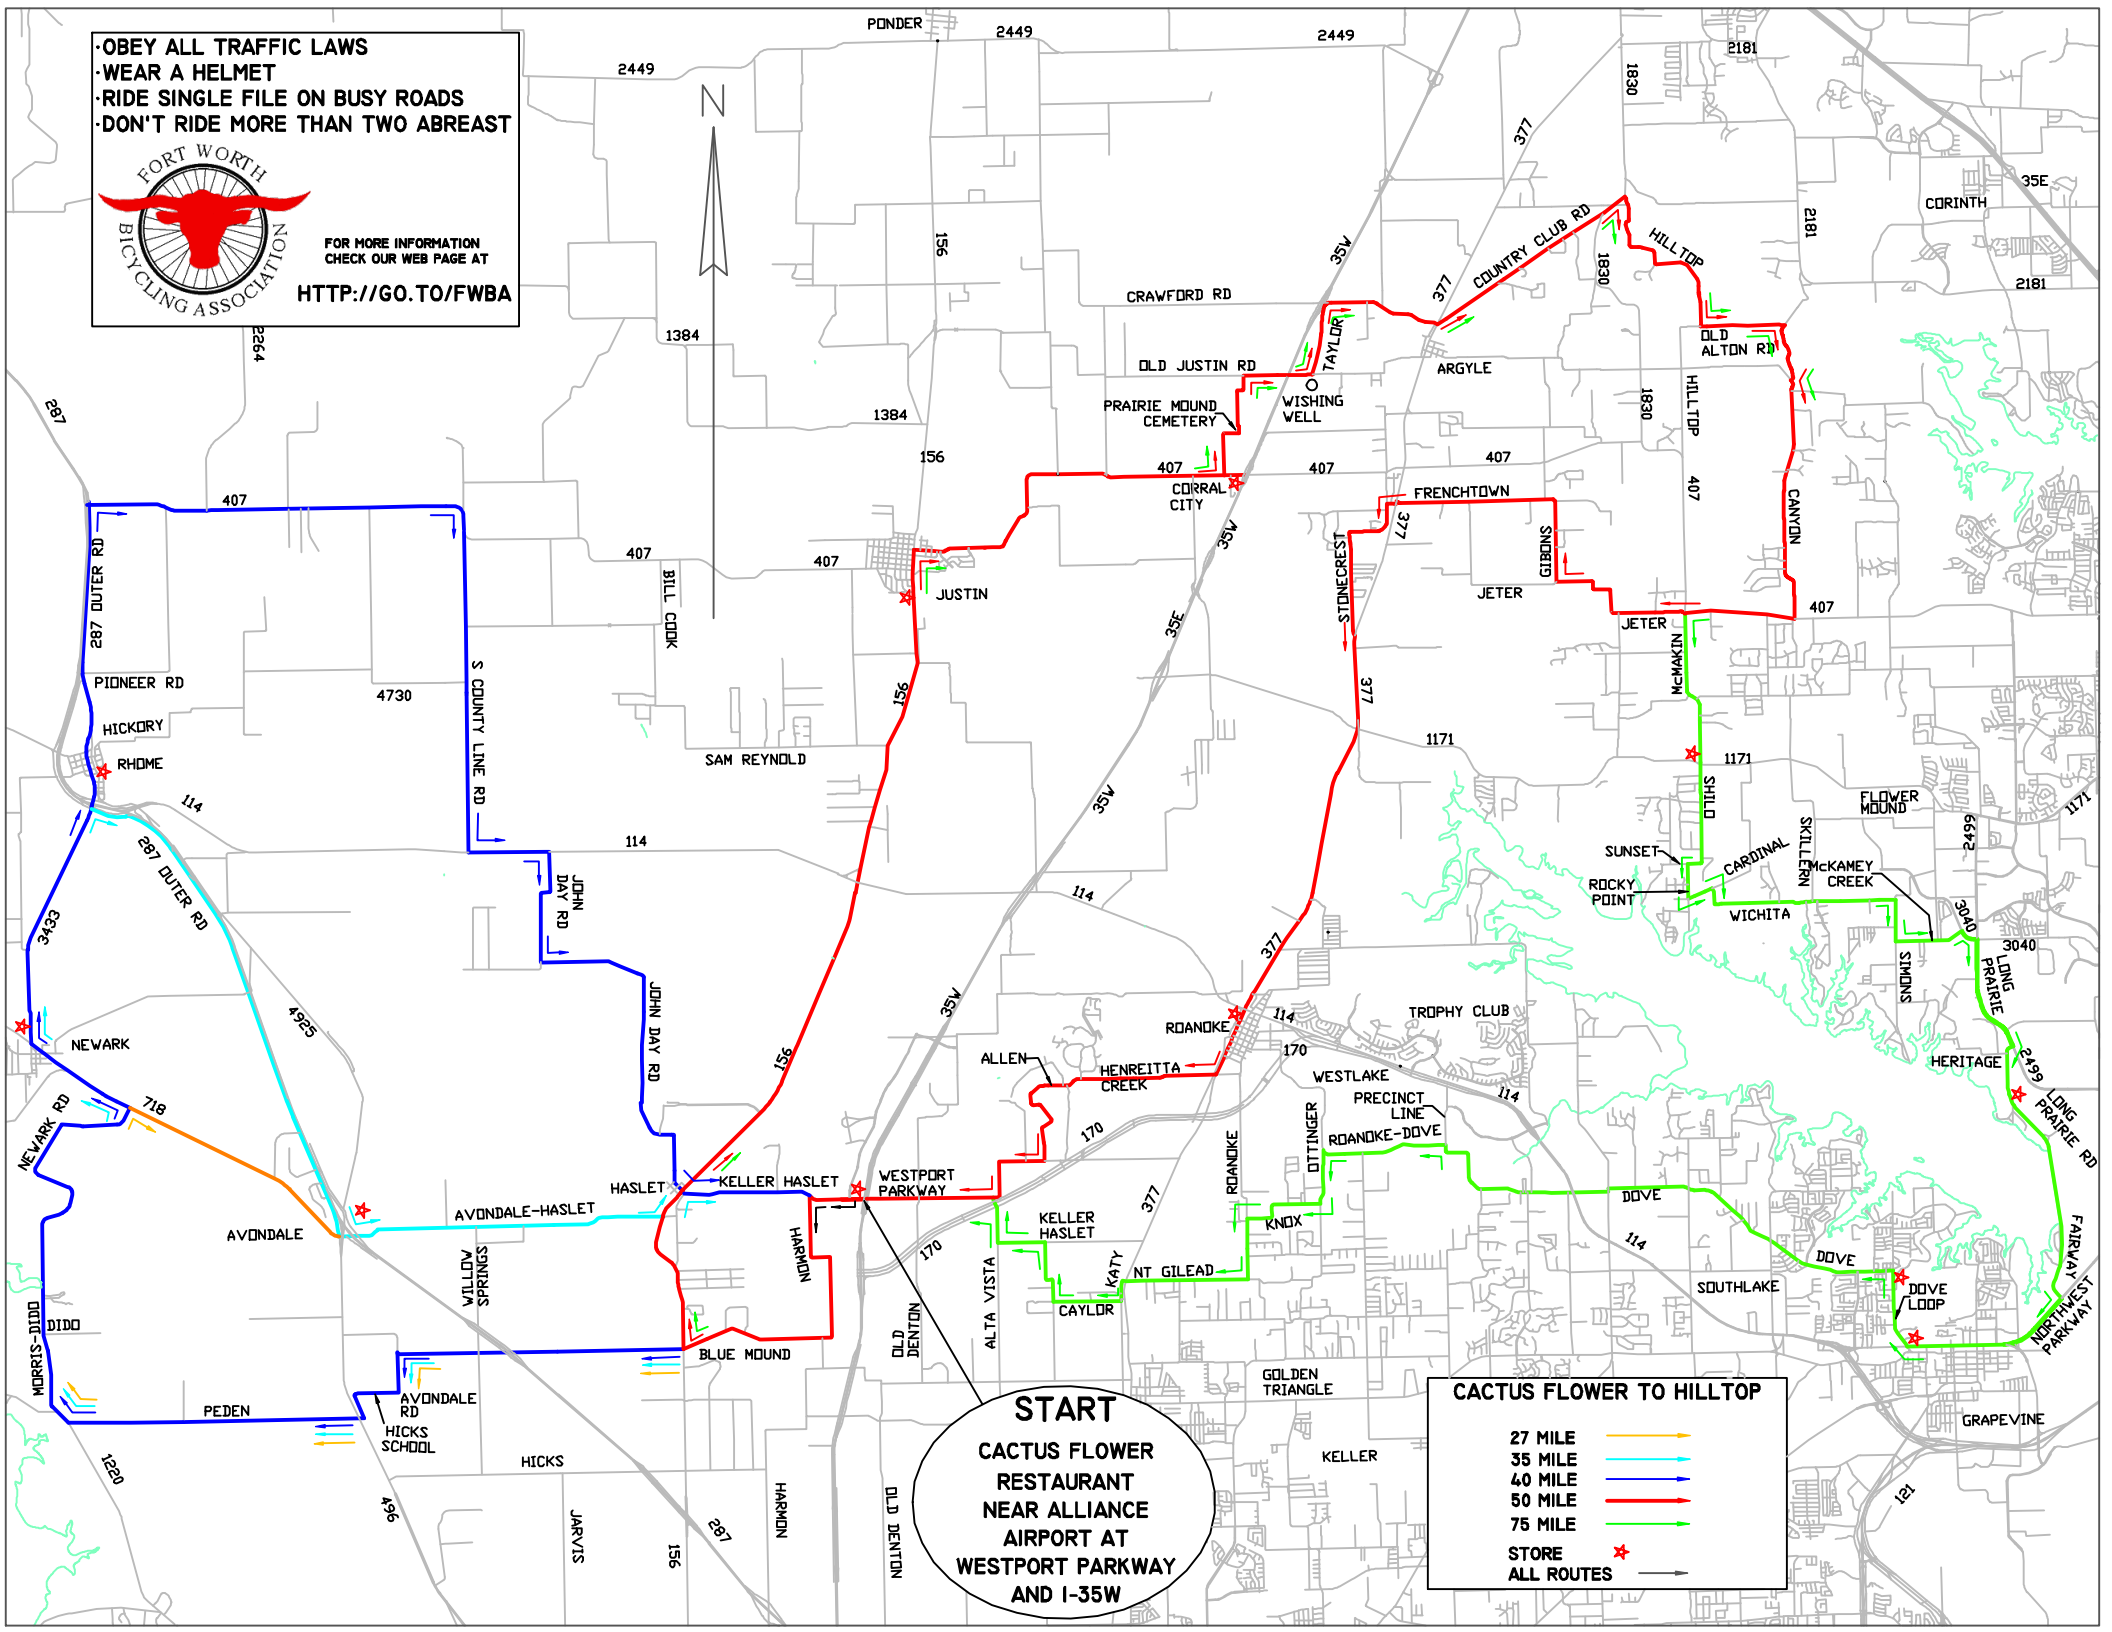 ·OBEY ALL TRAFFIC LAWS
·WEAR A HELMET
·RIDE SINGLE FILE ON BUSY ROADS
·DON'T RIDE MORE THAN TWO ABREAST
FORT WORTH
BICYCLING ASSOCIATION
FOR MORE INFORMATION
CHECK OUR WEB PAGE AT
HTTP://GO.TO/FWBA
N
PONDER
2449
2449
2449
2181
1830
377
35E
CORINTH
2181
2181
156
35W
COUNTRY CLUB RD
HILLTOP
1830
377
CRAWFORD RD
2264
1384
TAYLOR
OLD
ALTON RD
OLD JUSTIN RD
ARGYLE
287
1384
PRAIRIE MOUND
CEMETERY
WISHING
WELL
1830
HILLTOP
156
407
407
407
407
CORRAL
CITY
FRENCHTOWN
407
CANYON
377
35W
287 OUTER RD
407
407
BILL COOK
JUSTIN
STONECREST
GIBONS
JETER
JETER
407
35E
McMAKIN
PIONEER RD
4730
S COUNTY LINE RD
156
377
HICKORY
RHOME
SAM REYNOLD
1171
1171
SHILO
FLOWER
MOUND
1171
35W
114
287 OUTER RD
114
2499
SKILLERN
SUNSET
CARDINAL
McKAMEY
CREEK
ROCKY
POINT
WICHITA
JOHN
DAY RD
114
3433
377
3040
3040
SIMONS
LONG
PRAIRIE
JOHN DAY RD
35W
4925
NEWARK
ROANOKE
114
TROPHY CLUB
170
ALLEN
HENREITTA
CREEK
WESTLAKE
HERITAGE
2499
LONG
PRAIRIE RD
156
114
PRECINCT
LINE
718
NEWARK RD
170
ROANOKE
OTTINGER
ROANOKE-DOVE
HASLET
KELLER HASLET
WESTPORT
PARKWAY
DOVE
AVONDALE-HASLET
AVONDALE
KELLER
HASLET
377
KNOX
114
FAIRWAY
HARMON
170
WILLOW
SPRINGS
KATY
NT GILEAD
DOVE
SOUTHLAKE
DOVE
LOOP
NORTHWEST
PARKWAY
CAYLOR
ALTA VISTA
OLD
DENTON
DIDO
MORRIS-DIDO
BLUE MOUND
AVONDALE
RD
PEDEN
HICKS
SCHOOL
GOLDEN
TRIANGLE
GRAPEVINE
KELLER
1220
HICKS
496
JARVIS
156
287
HARMON
OLD DENTON
121
START
CACTUS FLOWER
RESTAURANT
NEAR ALLIANCE
AIRPORT AT
WESTPORT PARKWAY
AND I-35W
CACTUS FLOWER TO HILLTOP
27 MILE
35 MILE
40 MILE
50 MILE
75 MILE
STORE
ALL ROUTES